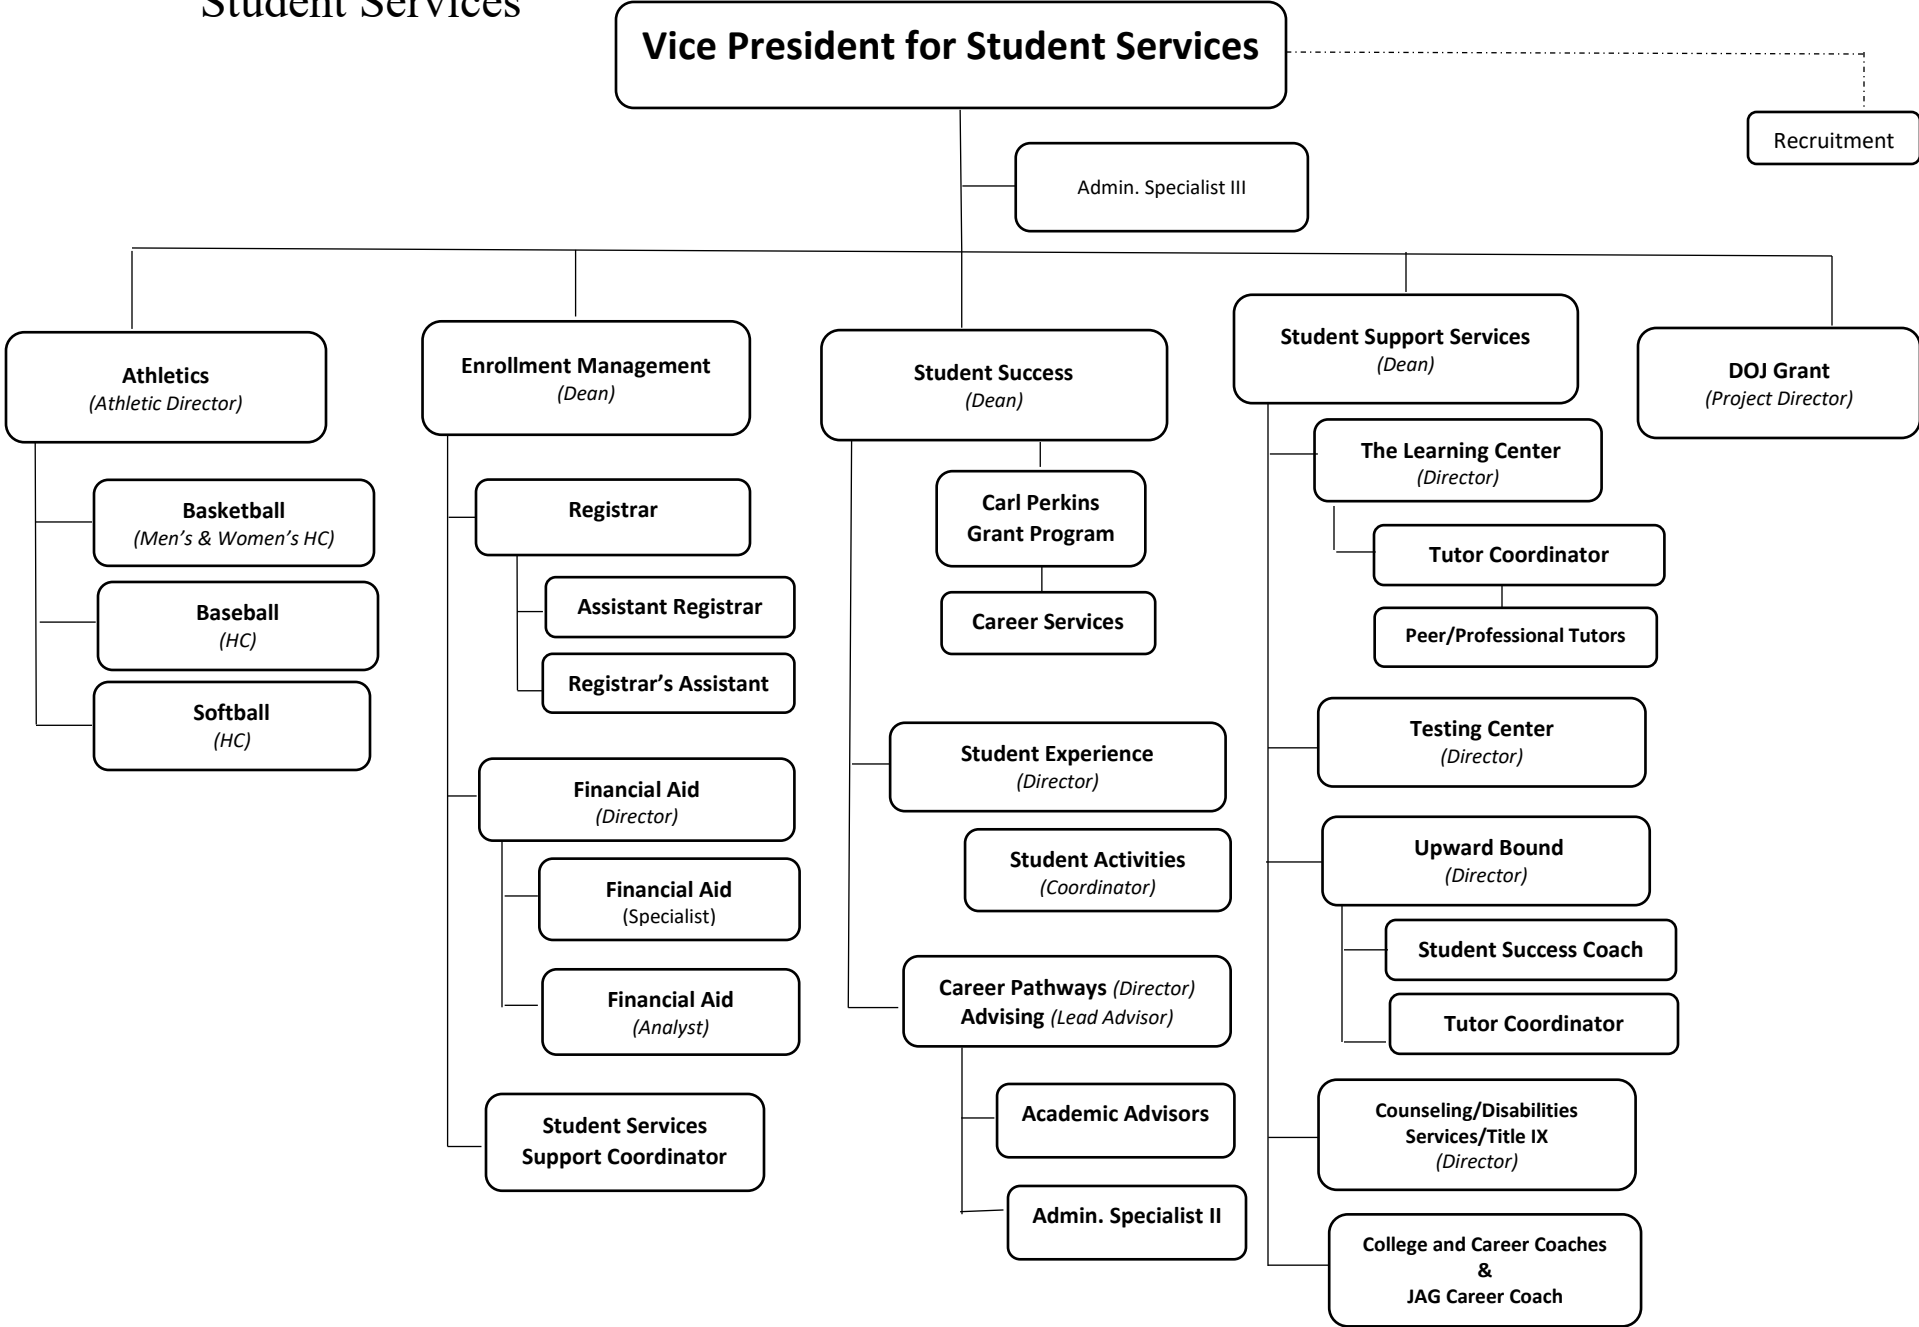 Student Services
Vice President for Student Services
Recruitment
Admin. Specialist III
Athletics
(Athletic Director)
Basketball
(Men’s & Women’s HC)
Baseball
(HC)
Softball
(HC)
Enrollment Management
(Dean)
Registrar
Assistant Registrar
Registrar’s Assistant
Financial Aid
(Director)
Financial Aid
(Specialist)
Financial Aid
(Analyst)
Student Services
Support Coordinator
Student Success
(Dean)
Carl Perkins
Grant Program
Career Services
Student Experience
(Director)
Student Activities
(Coordinator)
Career Pathways (Director)
Advising (Lead Advisor)
Academic Advisors
Admin. Specialist II
Student Support Services
(Dean)
The Learning Center
(Director)
Tutor Coordinator
Peer/Professional Tutors
Testing Center
(Director)
Upward Bound
(Director)
Student Success Coach
Tutor Coordinator
Counseling/Disabilities
Services/Title IX
(Director)
College and Career Coaches
&
JAG Career Coach
DOJ Grant
(Project Director)